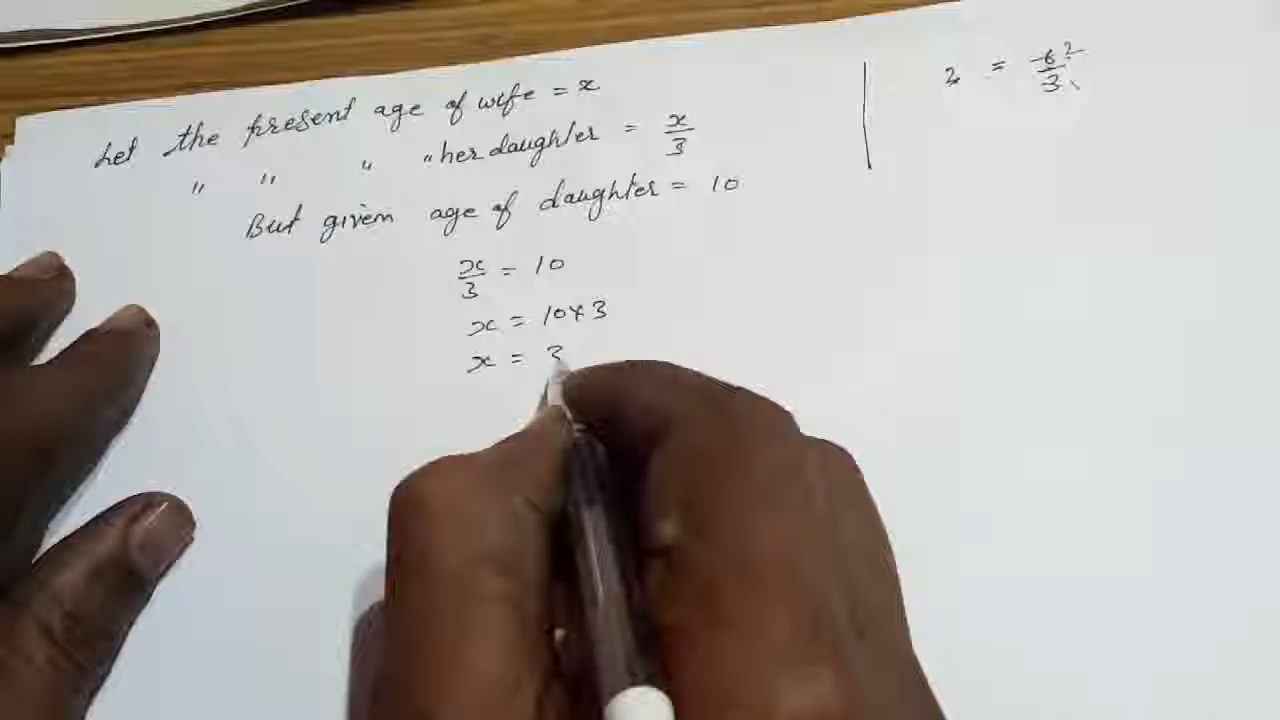 Let the present age of wife = x
" " " " her daughter = x/3
But given age of daughter = 10
x/3 = 10
x = 10 × 3
x = 3
2 = 6 2/3